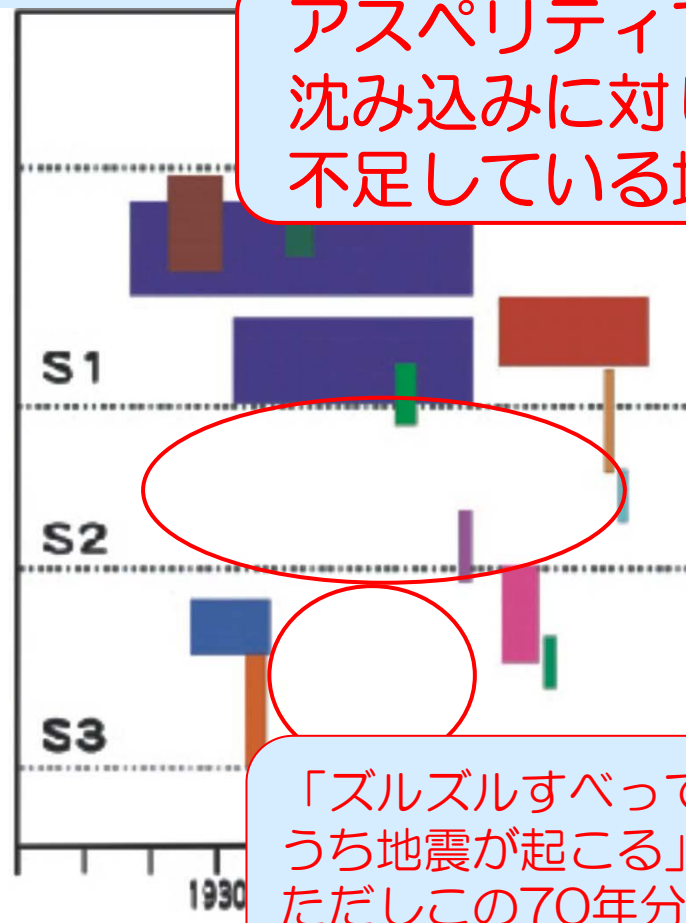 アスペリティ
沈み込みに対し
不足している
S1
S2
S3
1930
「ズルズルすべって
うち地震が起こる」
ただしこの70年分